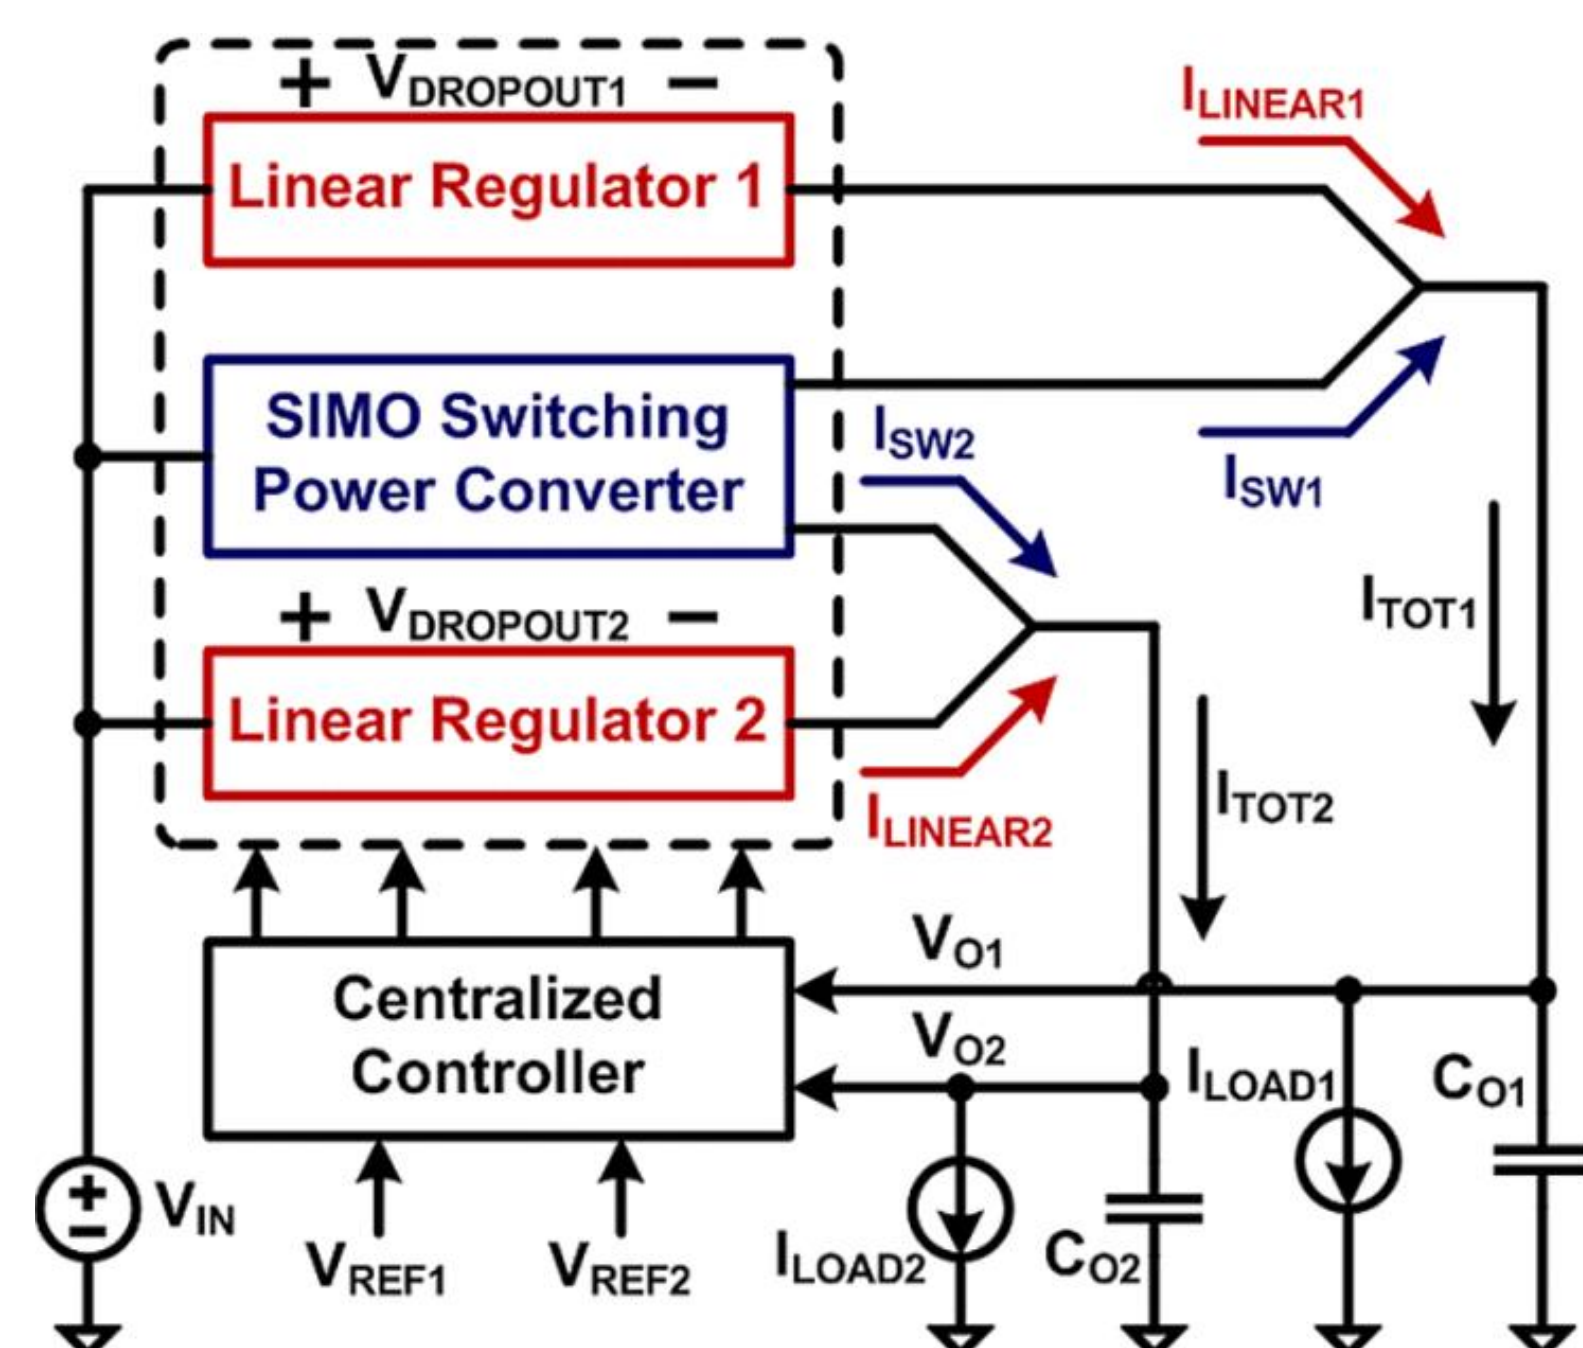 + VDROPOUT1 −
ILINEAR1
Linear Regulator 1
SIMO Switching
Power Converter
ISW2
ISW1
+ VDROPOUT2 −
ITOT1
Linear Regulator 2
ILINEAR2
ITOT2
VO1
Centralized
Controller
VO2
ILOAD1
CO1
+
−
VIN
VREF1
VREF2
ILOAD2
CO2